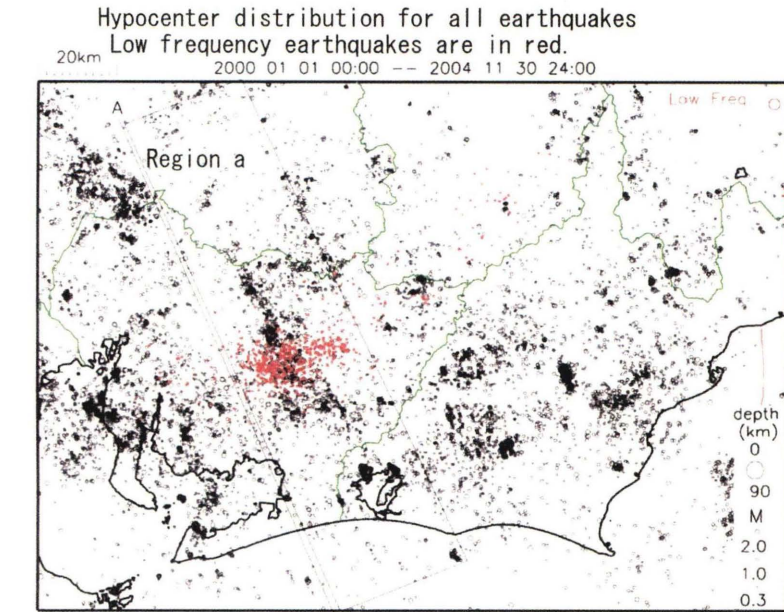 Hypocenter distribution for all earthquakes
Low frequency earthquakes are in red.
20km
2000 01 01 00:00 -- 2004 11 30 24:00
A
Low Freq
Region a
depth
(km)
0
90
M
2.0
1.0
0.3